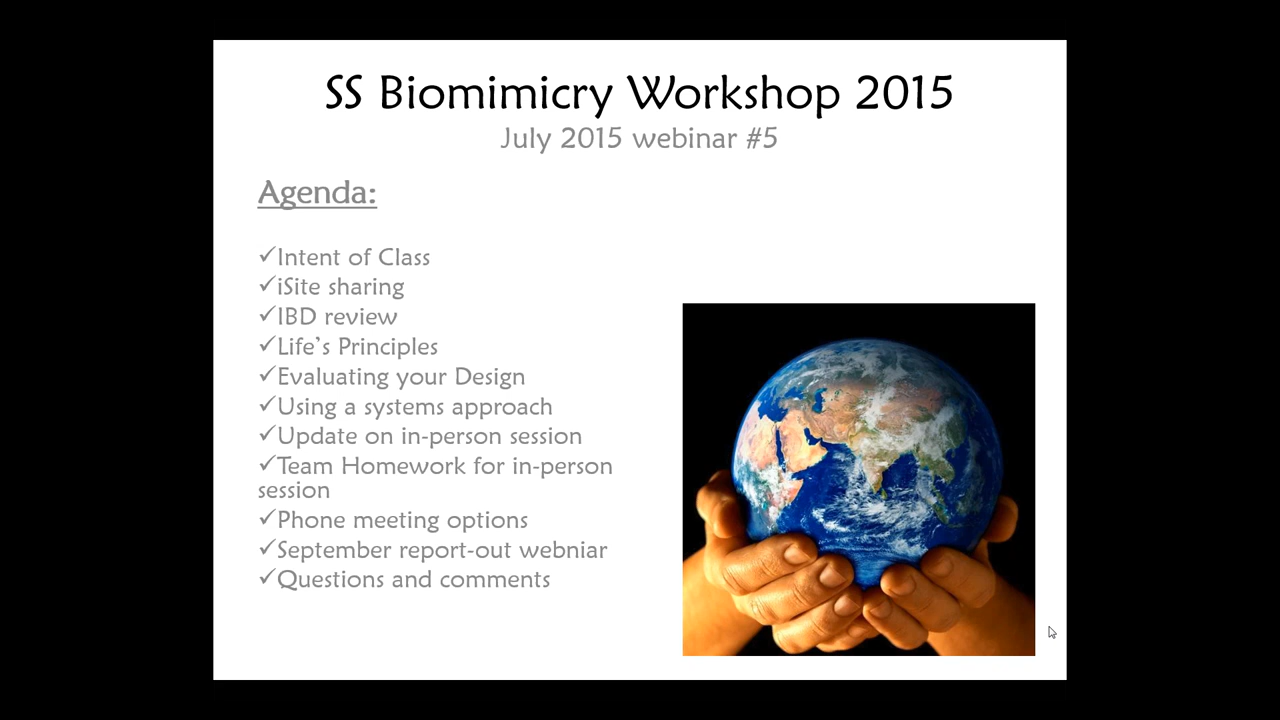 SS Biomimicry Workshop 2015
July 2015 webinar #5
Agenda:
✓Intent of Class
✓iSite sharing
✓IBD review
✓Life’s Principles
✓Evaluating your Design
✓Using a systems approach
✓Update on in-person session
✓Team Homework for in-person
session
✓Phone meeting options
✓September report-out webniar
✓Questions and comments